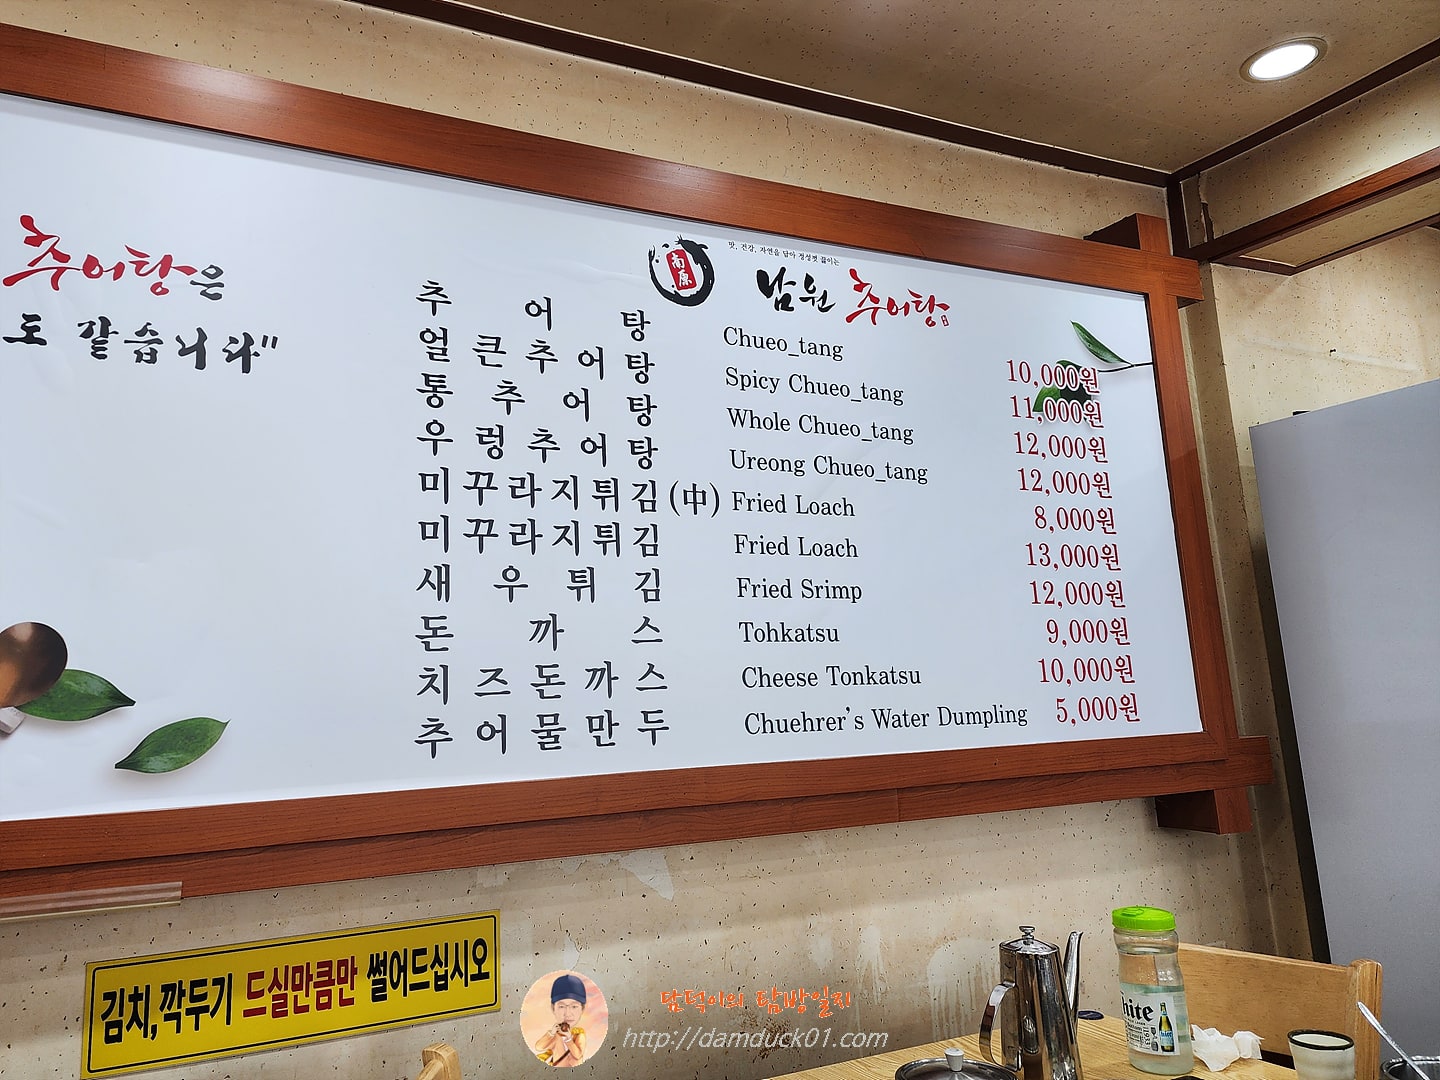 추어탕은
도 같습니다"
南原
맛, 건강, 자연을 담아 정성껏 끓이는
남원 추어탕
추어탕 Chueo_tang 10,000원
얼큰추어탕 Spicy Chueo_tang 11,000원
통추어탕 Whole Chueo_tang 12,000원
우렁추어탕 Ureong Chueo_tang 12,000원
미꾸라지튀김(中) Fried Loach 8,000원
미꾸라지튀김 Fried Loach 13,000원
새우튀김 Fried Srimp 12,000원
돈까스 Tohkatsu 9,000원
치즈돈까스 Cheese Tonkatsu 10,000원
추어물만두 Chuehrer's Water Dumpling 5,000원
김치,깍두기 드실만큼만 썰어드십시오
hite
단덕이의 탐방일지
http://damduck01.com